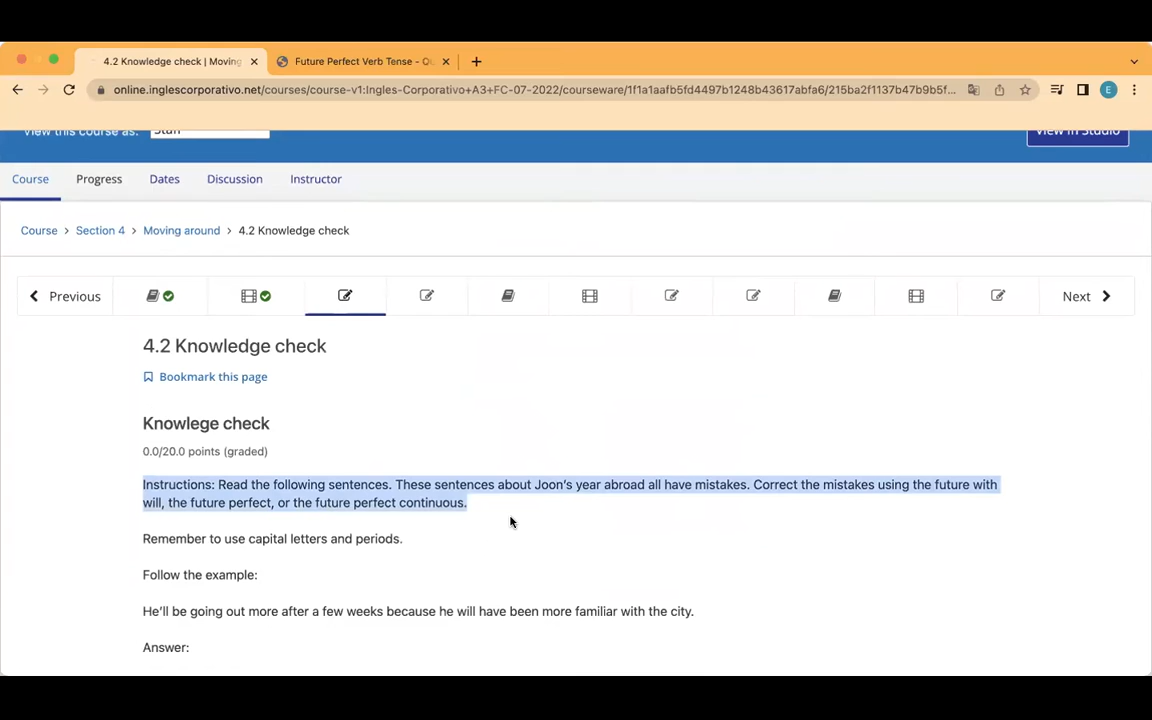 4.2 Knowledge check | Moving
Future Perfect Verb Tense - Qu
online.inglescorporativo.net/courses/course-v1:Ingles-Corporativo+A3+FC-07-2022/courseware/1f1a1aafb5fd4497b1248b43617abfa6/215ba2f1137b47b9b5f...
E
View this course as: Staff
View in Studio
Course Progress Dates Discussion Instructor
Course > Section 4 > Moving around > 4.2 Knowledge check
Previous
Next
4.2 Knowledge check
Bookmark this page
Knowlege check
0.0/20.0 points (graded)
Instructions: Read the following sentences. These sentences about Joon's year abroad all have mistakes. Correct the mistakes using the future with
will, the future perfect, or the future perfect continuous.
Remember to use capital letters and periods.
Follow the example:
He'll be going out more after a few weeks because he will have been more familiar with the city.
Answer: